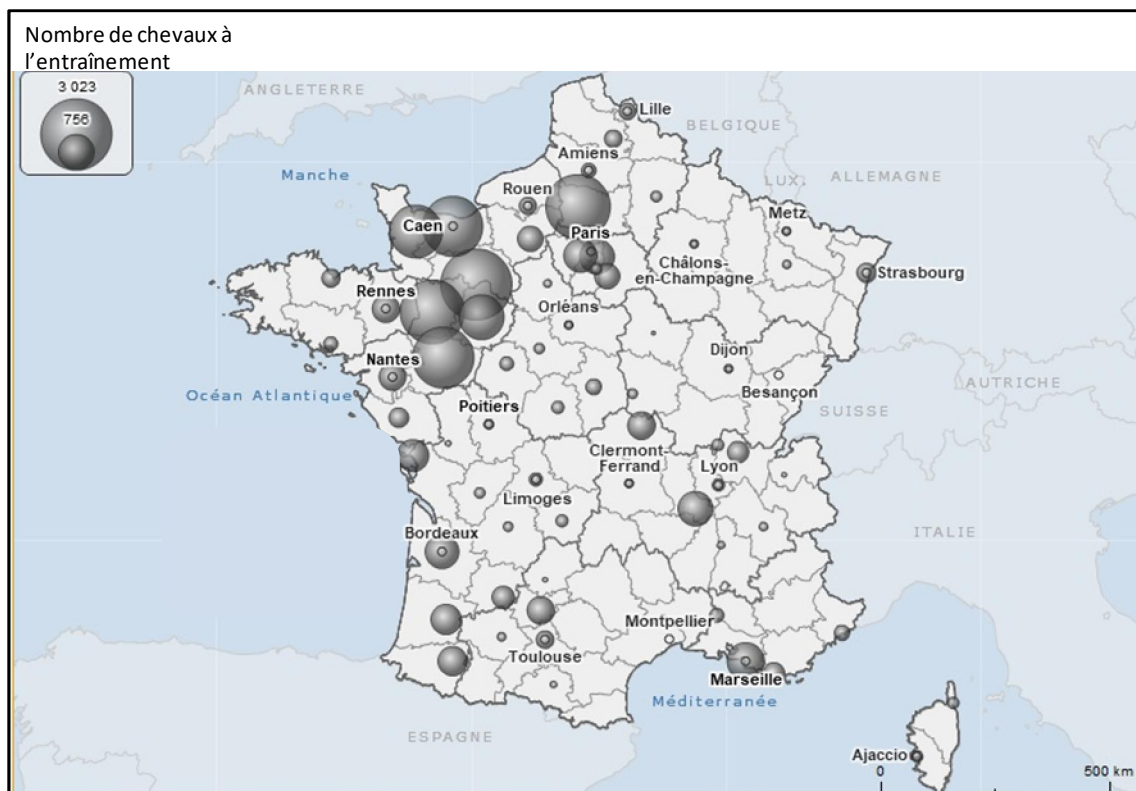 Nombre de chevaux à
l'entraînement
3 023
756
ANGLETERRE
Lille
BELGIQUE
Amiens
Manche
LUX.
ALLEMAGNE
Rouen
Metz
Caen
Paris
Châlons-
en-Champagne
Strasbourg
Rennes
Orléans
Dijon
Nantes
Besançon
AUTRICHE
Océan Atlantique
Poitiers
SUISSE
Clermont-
Ferrand
Lyon
Limoges
Bordeaux
ITALIE
Montpellier
Toulouse
Marseille
Méditerranée
ESPAGNE
Ajaccio
0
500 km